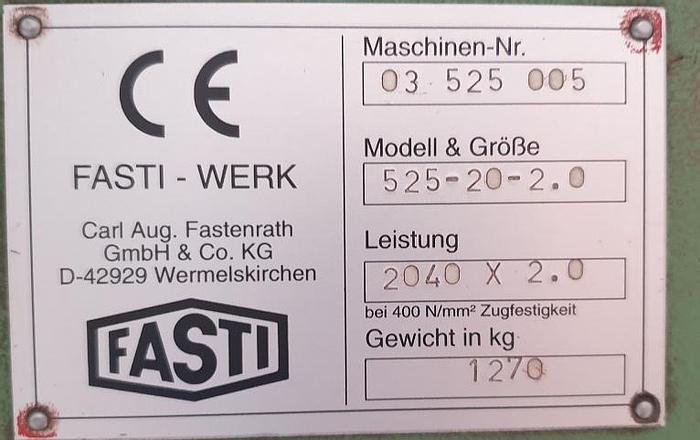 CE
FASTI - WERK
Carl Aug. Fastenrath
GmbH & Co. KG
D-42929 Wermelskirchen
FASTI
Maschinen-Nr.
03 525 005
Modell & Größe
525-20-2.0
Leistung
2040 X 2.0
bei 400 N/mm² Zugfestigkeit
Gewicht in kg
1270